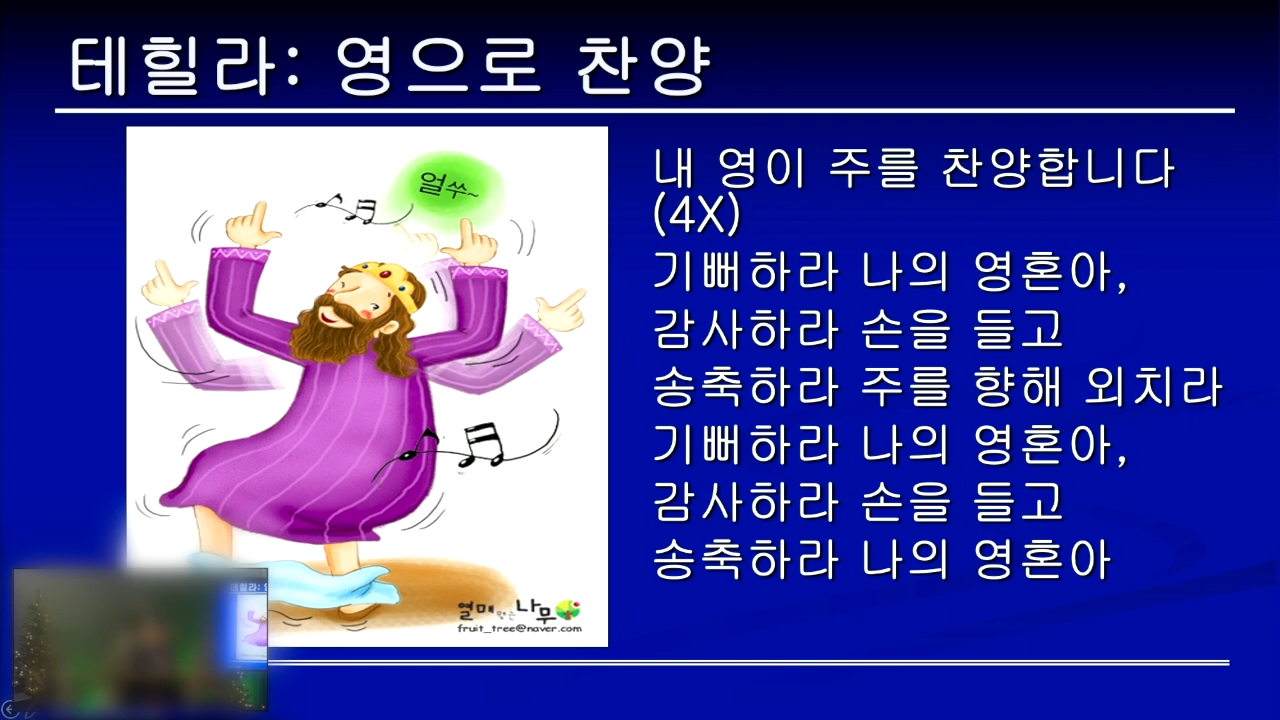 테힐라: 영으로 찬양
얼쑤~
내 영이 주를 찬양합니다
(4X)
기뻐하라 나의 영혼아,
감사하라 손을 들고
송축하라 주를 향해 외치라
기뻐하라 나의 영혼아,
감사하라 손을 들고
송축하라 나의 영혼아
열매맺는나무
fruit_tree@naver.com
테힐라: